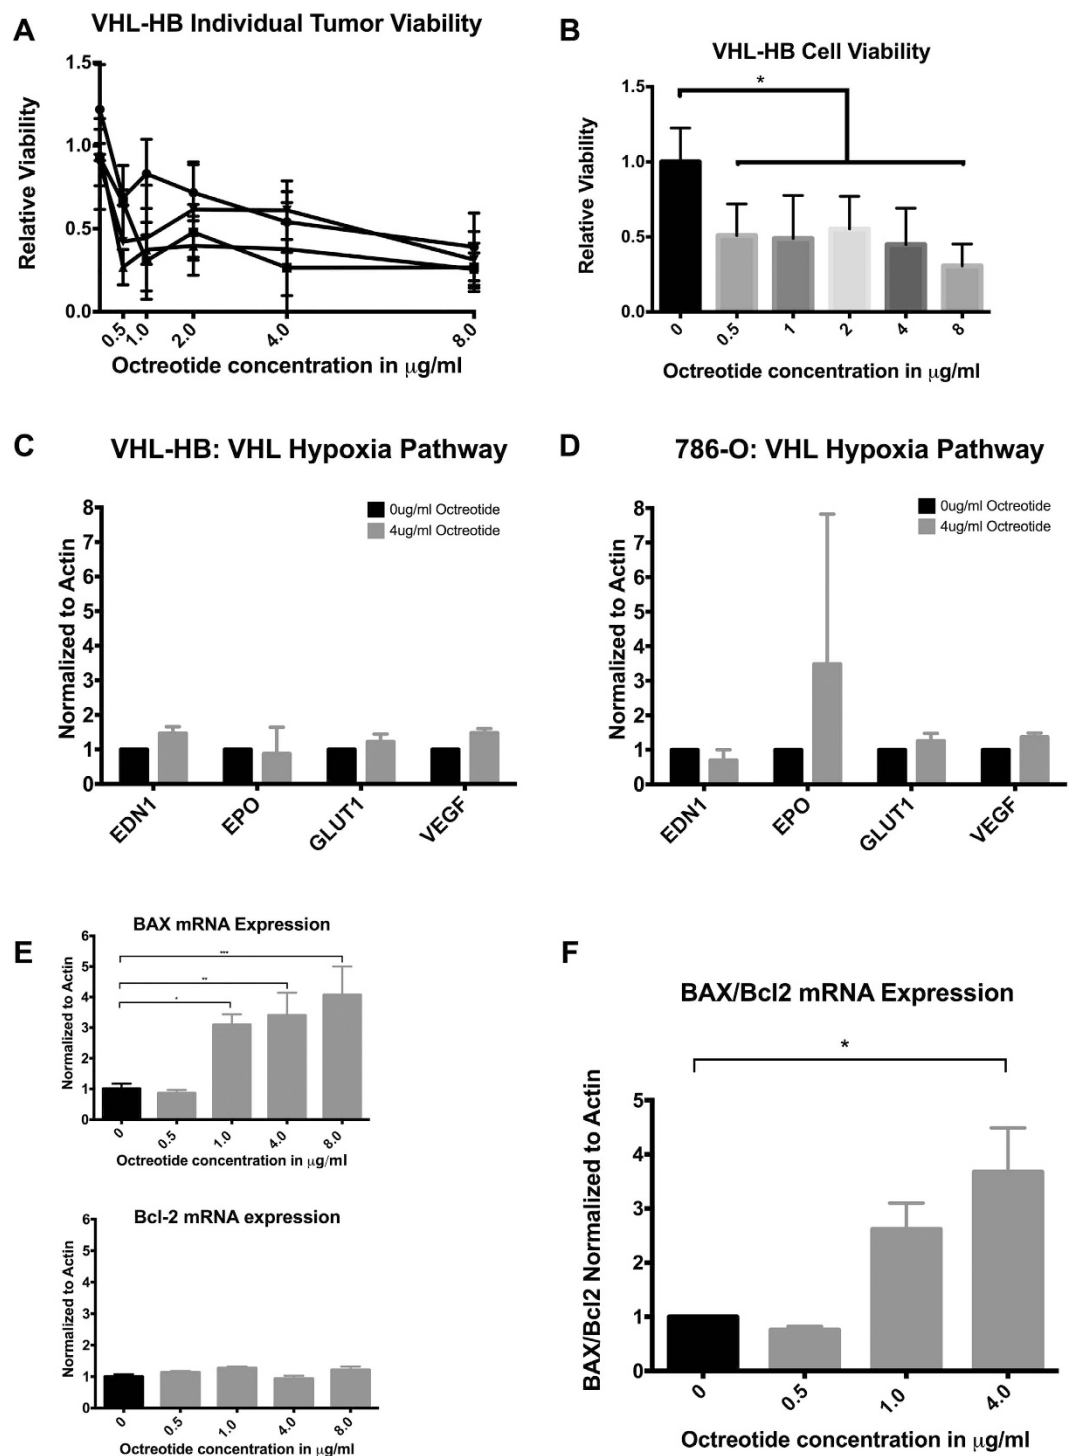 A
VHL-HB Individual Tumor Viability
Relative Viability
1.5
1.0
0.5
0.0
0.5
1.0
2.0
4.0
8.0
Octreotide concentration in μg/ml
B
VHL-HB Cell Viability
*
Relative Viability
1.5
1.0
0.5
0.0
0
0.5
1
2
4
8
Octreotide concentration in μg/ml
C
VHL-HB: VHL Hypoxia Pathway
0ug/ml Octreotide
4ug/ml Octreotide
Normalized to Actin
8
7
6
5
4
3
2
1
0
EDN1
EPO
GLUT1
VEGF
D
786-O: VHL Hypoxia Pathway
0ug/ml Octreotide
4ug/ml Octreotide
Normalized to Actin
8
7
6
5
4
3
2
1
0
EDN1
EPO
GLUT1
VEGF
E
BAX mRNA Expression
***
**
*
Normalized to Actin
6
5
4
3
2
1
0
0
0.5
1.0
4.0
8.0
Octreotide concentration in μg/ml
Bcl-2 mRNA expression
Normalized to Actin
6
5
4
3
2
1
0
0
0.5
1.0
4.0
8.0
Octreotide concentration in μg/ml
F
BAX/Bcl2 mRNA Expression
*
BAX/Bcl2 Normalized to Actin
5
4
3
2
1
0
0
0.5
1.0
4.0
Octreotide concentration in μg/ml